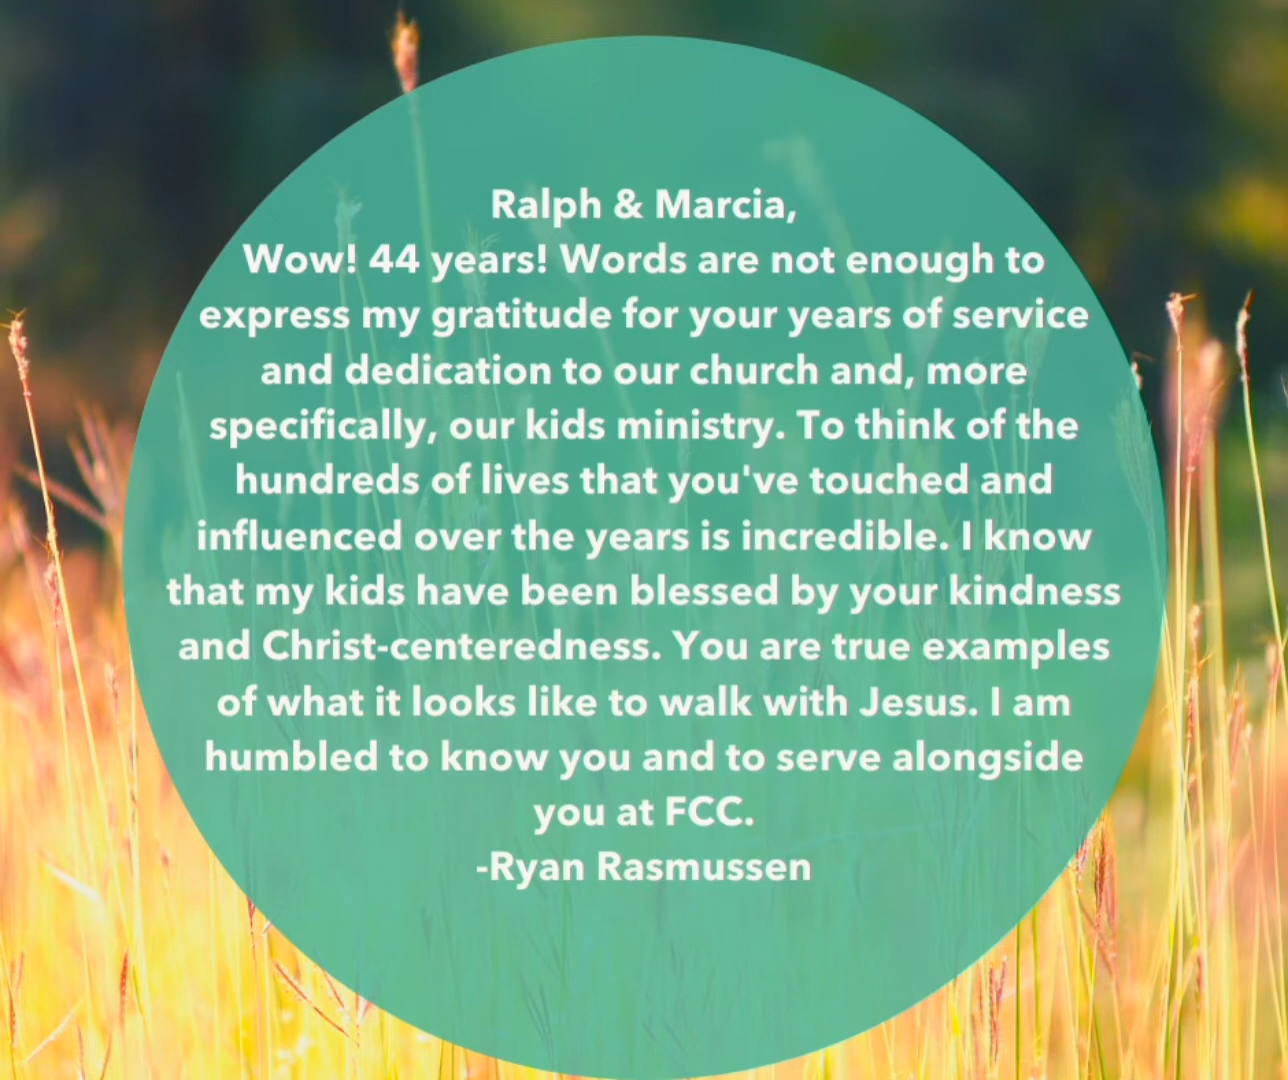 Ralph & Marcia,
Wow! 44 years! Words are not enough to
express my gratitude for your years of service
and dedication to our church and, more
specifically, our kids ministry. To think of the
hundreds of lives that you've touched and
influenced over the years is incredible. I know
that my kids have been blessed by your kindness
and Christ-centeredness. You are true examples
of what it looks like to walk with Jesus. I am
humbled to know you and to serve alongside
you at FCC.
-Ryan Rasmussen